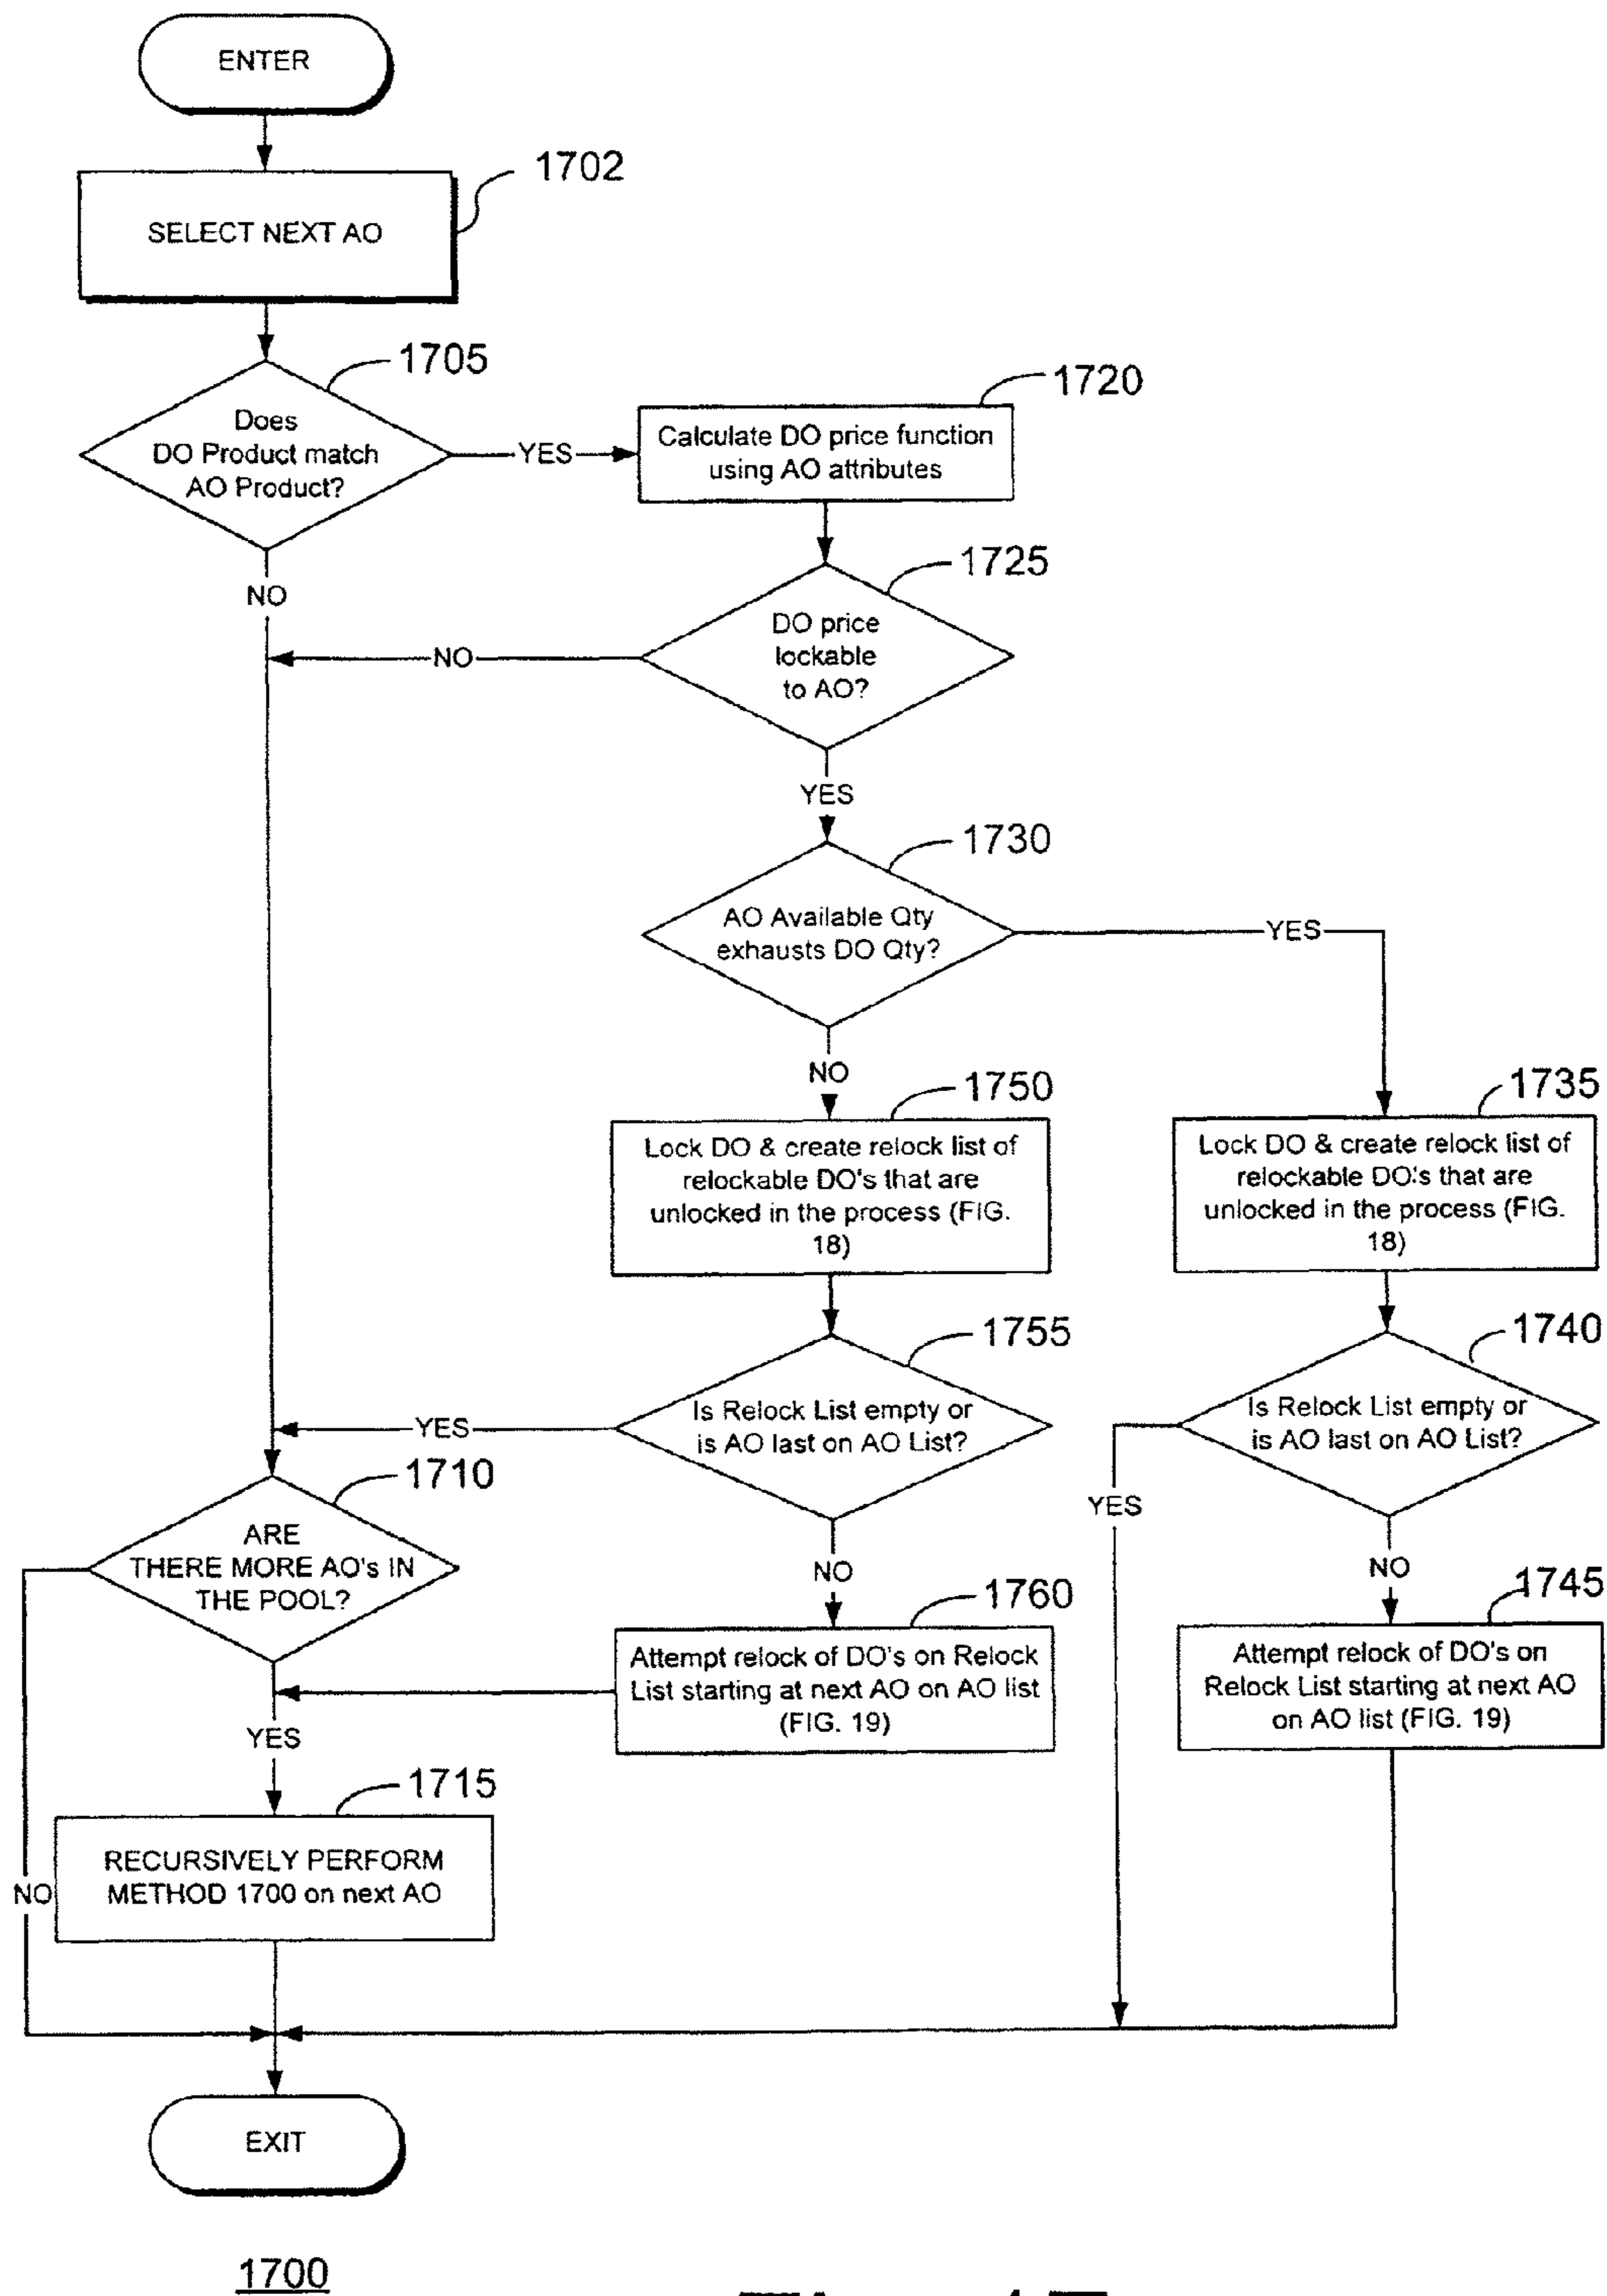 ENTER
1702
SELECT NEXT AO
1705
Does
DO Product match
AO Product?
YES
1720
Calculate DO price function
using AO attributes
NO
1725
DO price
lockable
to AO?
NO
YES
1730
AO Available Qty
exhausts DO Qty?
YES
NO
1750
Lock DO & create relock list of
relockable DO's that are
unlocked in the process (FIG.
18)
1735
Lock DO & create relock list of
relockable DO's that are
unlocked in the process (FIG.
18)
1755
Is Relock List empty or
is AO last on AO List?
YES
1740
Is Relock List empty or
is AO last on AO List?
YES
1710
ARE
THERE MORE AO's IN
THE POOL?
NO
1760
Attempt relock of DO's on Relock
List starting at next AO on AO list
(FIG. 19)
NO
1745
Attempt relock of DO's on
Relock List starting at next AO
on AO list (FIG. 19)
YES
1715
RECURSIVELY PERFORM
METHOD 1700 on next AO
NO
EXIT
1700